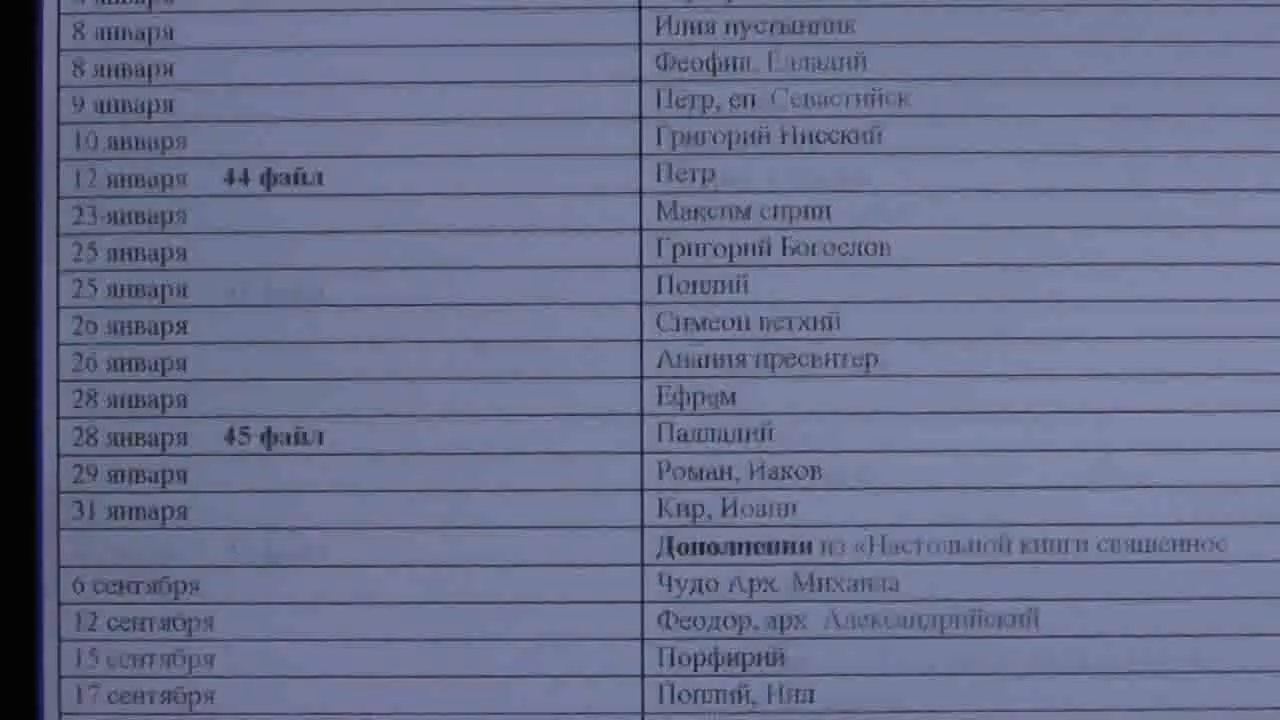 8 января Илия пустынник
8 января Феофил, Елладий
9 января Петр, еп. Севастийск
10 января Григорий Нисский
12 января 44 файл Петр
23 января Максим сирин
25 января Григорий Богослов
25 января Поплий
26 января Симеон ветхий
26 января Анания пресвитер
28 января Ефрем
28 января 45 файл Палладий
29 января Роман, Иаков
31 января Кир, Иоанн
Дополнения из «Настольной книги священнос
6 сентября Чудо Арх. Михаила
12 сентября Феодор, арх. Александрийский
15 сентября Порфирий
17 сентября Поплий, Нил